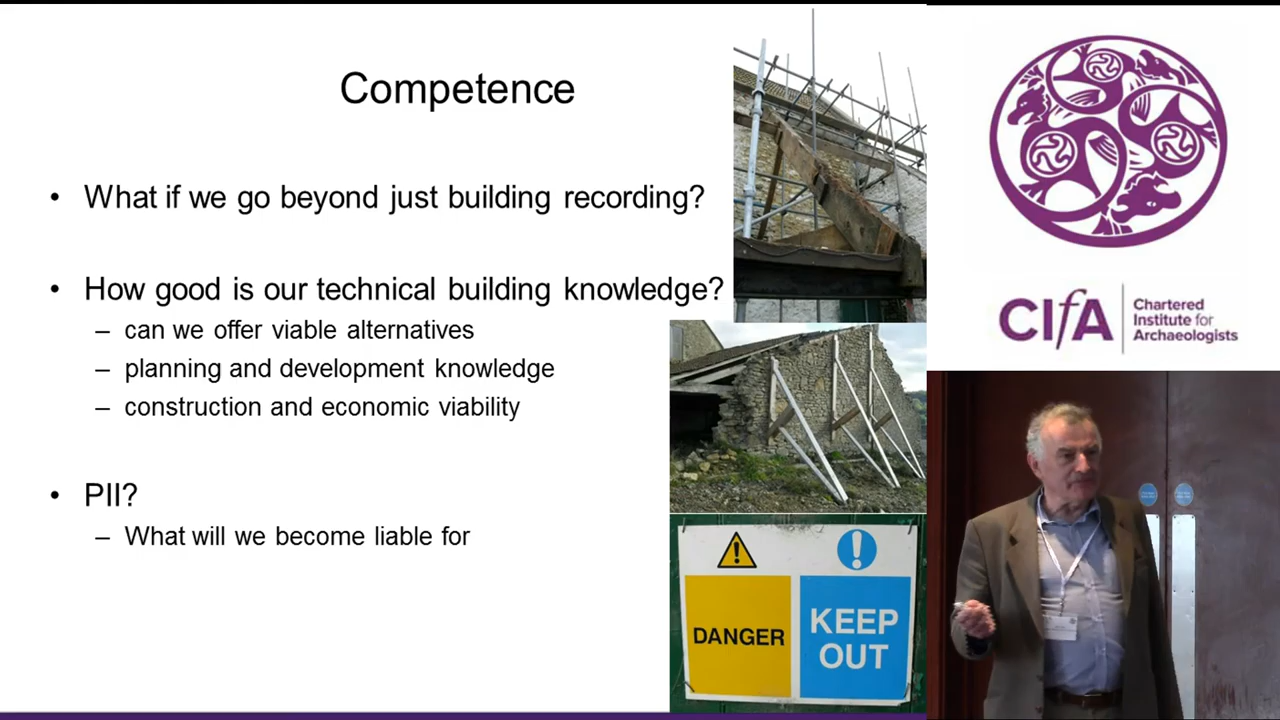 Competence
• What if we go beyond just building recording?
• How good is our technical building knowledge?
– can we offer viable alternatives
– planning and development knowledge
– construction and economic viability
• PII?
– What will we become liable for
DANGER
KEEP
OUT
CIfA
Chartered
Institute for
Archaeologists